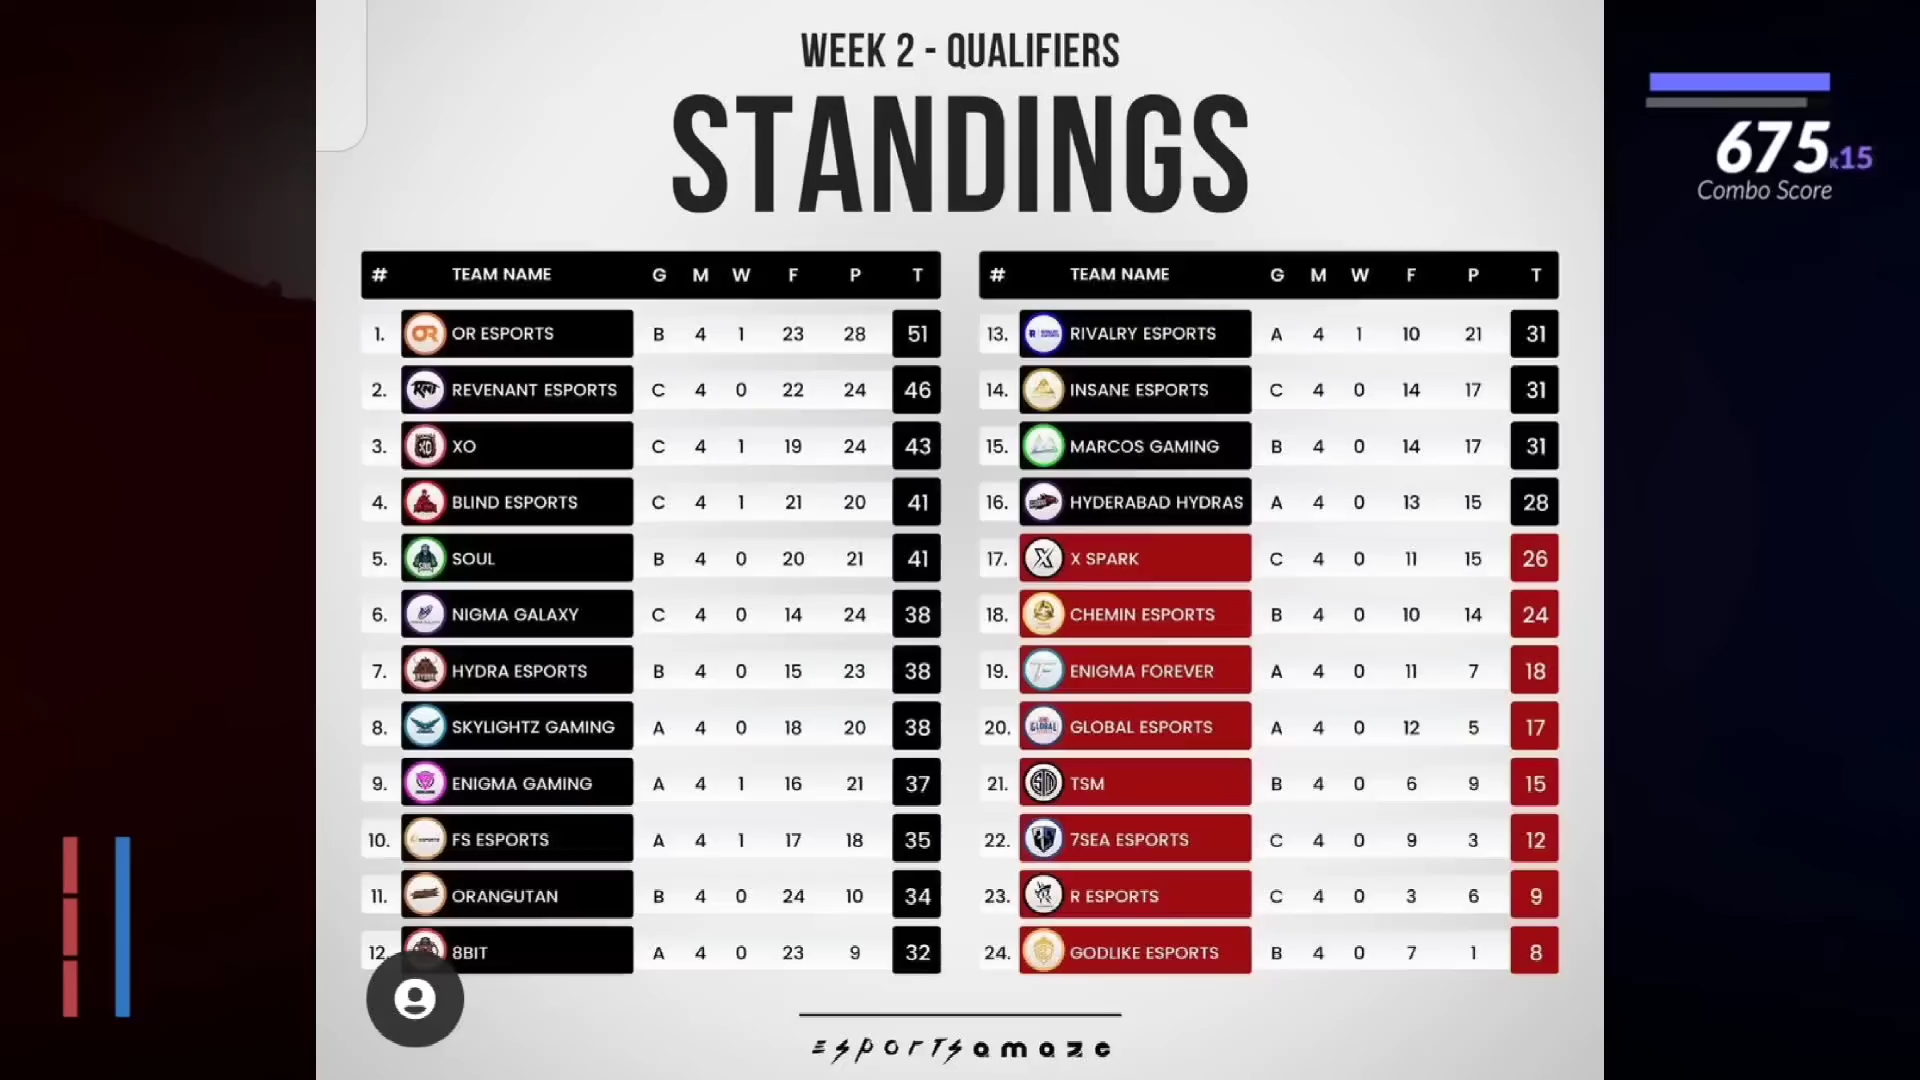 WEEK 2 - QUALIFIERS
STANDINGS
675 x15
Combo Score
# TEAM NAME G M W F P T
1. OR ESPORTS B 4 1 23 28 51
2. REVENANT ESPORTS C 4 0 22 24 46
3. XO C 4 1 19 24 43
4. BLIND ESPORTS C 4 1 21 20 41
5. SOUL B 4 0 20 21 41
6. NIGMA GALAXY C 4 0 14 24 38
7. HYDRA ESPORTS B 4 0 15 23 38
8. SKYLIGHTZ GAMING A 4 0 18 20 38
9. ENIGMA GAMING A 4 1 16 21 37
10. FS ESPORTS A 4 1 17 18 35
11. ORANGUTAN B 4 0 24 10 34
12. 8BIT A 4 0 23 9 32
# TEAM NAME G M W F P T
13. RIVALRY ESPORTS A 4 1 10 21 31
14. INSANE ESPORTS C 4 0 14 17 31
15. MARCOS GAMING B 4 0 14 17 31
16. HYDERABAD HYDRAS A 4 0 13 15 28
17. X SPARK C 4 0 11 15 26
18. CHEMIN ESPORTS B 4 0 10 14 24
19. ENIGMA FOREVER A 4 0 11 7 18
20. GLOBAL ESPORTS A 4 0 12 5 17
21. TSM B 4 0 6 9 15
22. 7SEA ESPORTS C 4 0 9 3 12
23. R ESPORTS C 4 0 3 6 9
24. GODLIKE ESPORTS B 4 0 7 1 8
esportsamaze